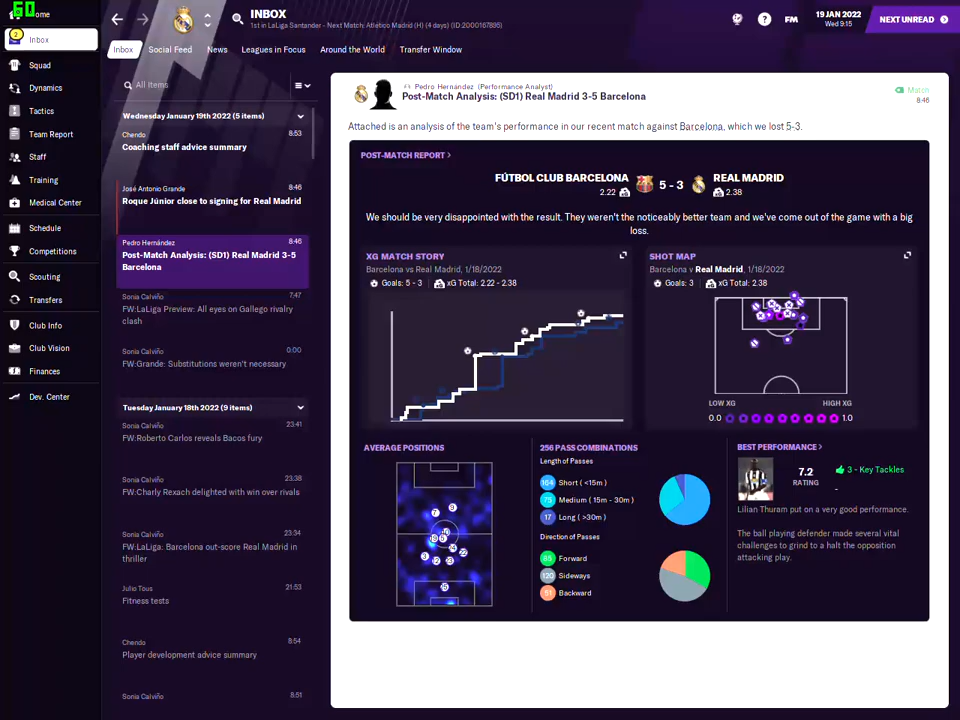 60
Home
2
Inbox
Squad
Dynamics
Tactics
Team Report
Staff
Training
Medical Center
Schedule
Competitions
Scouting
Transfers
Club Info
Club Vision
Finances
Dev. Center
INBOX
1st in LaLiga Santander - Next Match: Atlético Madrid (H) (4 days) (ID:2000167895)
FM
19 JAN 2022
Wed 9:15
NEXT UNREAD
Inbox
Social Feed
News
Leagues in Focus
Around the World
Transfer Window
All Items
Wednesday January 19th 2022 (5 items)
Chendo 8:53
Coaching staff advice summary
José Antonio Grande 8:46
Roque Júnior close to signing for Real Madrid
Pedro Hernández 8:46
Post-Match Analysis: (SD1) Real Madrid 3-5
Barcelona
Sonia Calviño 7:47
FW:LaLiga Preview: All eyes on Gallego rivalry
clash
Sonia Calviño 0:00
FW:Grande: Substitutions weren't necessary
Tuesday January 18th 2022 (9 items)
Sonia Calviño 23:41
FW:Roberto Carlos reveals Bacos fury
Sonia Calviño 23:38
FW:Charly Rexach delighted with win over rivals
Sonia Calviño 23:34
FW:LaLiga: Barcelona out-score Real Madrid in
thriller
Julio Tous 21:53
Fitness tests
Chendo 8:54
Player development advice summary
Sonia Calviño 8:51
Pedro Hernández (Performance Analyst)
Post-Match Analysis: (SD1) Real Madrid 3-5 Barcelona
Match
8:46
Attached is an analysis of the team's performance in our recent match against Barcelona, which we lost 5-3.
POST-MATCH REPORT >
FÚTBOL CLUB BARCELONA 5 - 3 REAL MADRID
2.22 2.38
We should be very disappointed with the result. They weren't the noticeably better team and we've come out of the game with a big
loss.
XG MATCH STORY
Barcelona vs Real Madrid, 1/18/2022
Goals: 5 - 3 xG Total: 2.22 - 2.38
SHOT MAP
Barcelona v Real Madrid, 1/18/2022
Goals: 3 xG Total: 2.38
LOW XG HIGH XG
0.0 1.0
AVERAGE POSITIONS
7
9
5
3
22
12
23
25
256 PASS COMBINATIONS
Length of Passes
164 Short ( <15m )
75 Medium ( 15m - 30m )
17 Long ( >30m )
Direction of Passes
85 Forward
120 Sideways
51 Backward
BEST PERFORMANCE >
7.2
RATING
3 - Key Tackles
-
Lilian Thuram put on a very good performance.
The ball playing defender made several vital
challenges to grind to a halt the opposition
attacking play.